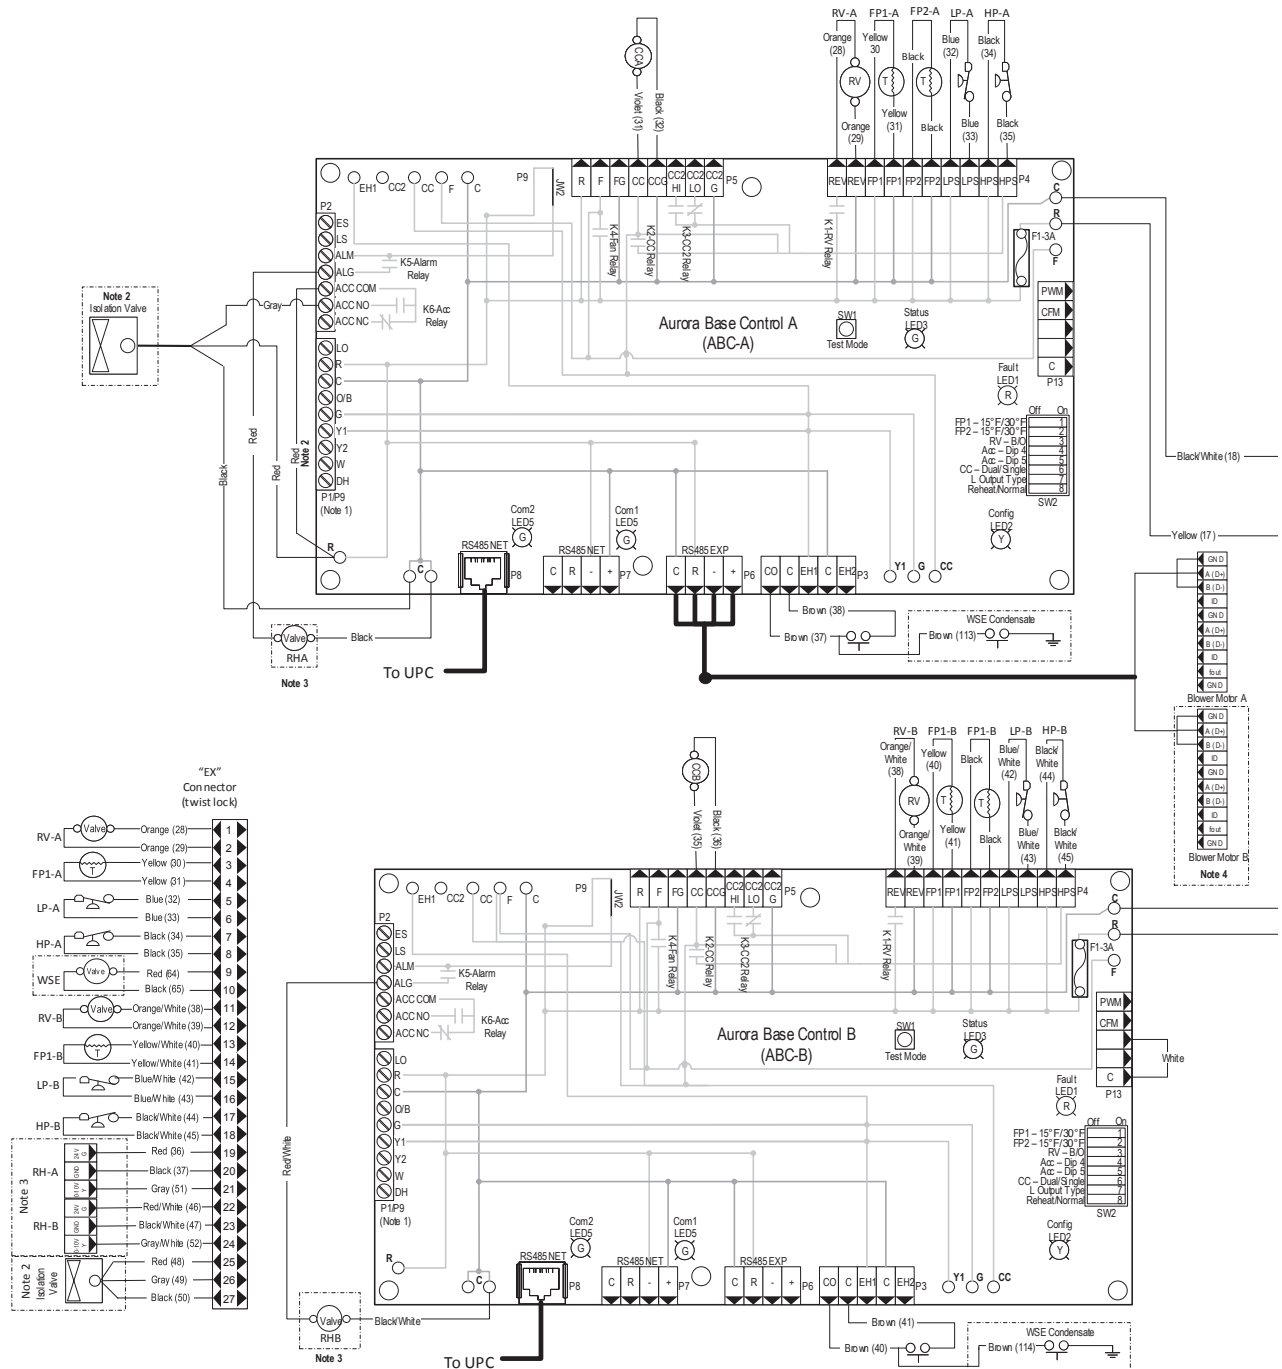 RV-A FP1-A FP2-A LP-A HP-A
Orange (28)
Yellow 30
Black
Blue (32)
Black (34)
CCA
RV
T
T
Violet (31)
Black (32)
Orange (29)
Yellow (31)
Black
Blue (33)
Black (35)
P9
JW2
R F FG CC CCG CC2 HI CC2 LO CC2 G
P5
REV REV FP1 FP1 FP2 FP2 LPS LPS HPS HPS
P4
EH1 CC2 CC F C
C
R
F1-3A
F
P2
ES
LS
ALM
ALG
ACC COM
ACC NO
ACC NC
K5-Alarm Relay
K6-Acc Relay
K4-Fan Relay
K2-CC Relay
K3-CC2 Relay
K1-RV Relay
Note 2
Isolation Valve
Gray
Aurora Base Control A
(ABC-A)
SW1
Test Mode
Status
LED3
G
PWM
CFM
C
P13
Fault
LED1
R
LO
R
C
O/B
G
Y1
Y2
W
DH
P1/P9
(Note 1)
Off On
FP1 – 15°F/30°F 1
FP2 – 15°F/30°F 2
RV – B/O 3
Acc – Dip 4 4
Acc – Dip 5 5
CC – Dual/Single 6
L Output Type 7
Reheat/Normal 8
SW2
Config
LED2
Y
Black/White (18)
Yellow (17)
Black
Red
Red
Red
Note 2
R
C
Com2
LED5
G
Com1
LED5
G
RS485 NET
P8
RS485 NET
C R - +
P7
RS485 EXP
C R - +
P6
CO C EH1 C EH2
P3
Y1 G CC
Brown (38)
Brown (37)
Brown (113)
WSE Condensate
Valve
RHA
Black
Note 3
To UPC
GND
A (D+)
B (D-)
ID
GND
A (D+)
B (D-)
ID
fout
GND
Blower Motor A
GND
A (D+)
B (D-)
ID
GND
A (D+)
B (D-)
ID
fout
GND
Blower Motor B
Note 4
"EX"
Connector
(twist lock)
RV-A Valve Orange (28) 1
Orange (29) 2
FP1-A T Yellow (30) 3
Yellow (31) 4
LP-A Blue (32) 5
Blue (33) 6
HP-A Black (34) 7
Black (35) 8
WSE Valve Red (64) 9
Black (65) 10
RV-B Valve Orange/White (38) 11
Orange/White (39) 12
FP1-B T Yellow/White (40) 13
Yellow/White (41) 14
LP-B Blue/White (42) 15
Blue/White (43) 16
HP-B Black/White (44) 17
Black/White (45) 18
Note 3
RH-A 24V G Red (36) 19
GND Black (37) 20
0-10V Y Gray (51) 21
RH-B 24V G Red/White (46) 22
GND Black/White (47) 23
0-10V Y Gray/White (52) 24
Note 2
Isolation Valve
Red (48) 25
Gray (49) 26
Black (50) 27
RV-B FP1-B FP1-B LP-B HP-B
Orange/White (38)
Yellow (40)
Black
Blue/White (42)
Black/White (44)
CCB
RV
T
T
Violet (35)
Black (36)
Orange/White (39)
Yellow (41)
Black
Blue/White (43)
Black/White (45)
P9
JW2
R F FG CC CCG CC2 HI CC2 LO CC2 G
P5
REV REV FP1 FP1 FP2 FP2 LPS LPS HPS HPS
P4
EH1 CC2 CC F C
C
R
F1-3A
F
P2
ES
LS
ALM
ALG
ACC COM
ACC NO
ACC NC
K5-Alarm Relay
K6-Acc Relay
K4-Fan Relay
K2-CC Relay
K3-CC2 Relay
K1-RV Relay
Aurora Base Control B
(ABC-B)
SW1
Test Mode
Status
LED3
G
PWM
CFM
C
P13
White
Fault
LED1
R
LO
R
C
O/B
G
Y1
Y2
W
DH
P1/P9
(Note 1)
Off On
FP1 – 15°F/30°F 1
FP2 – 15°F/30°F 2
RV – B/O 3
Acc – Dip 4 4
Acc – Dip 5 5
CC – Dual/Single 6
L Output Type 7
Reheat/Normal 8
SW2
Config
LED2
Y
Red/White
R
C
Com2
LED5
G
Com1
LED5
G
RS485 NET
P8
RS485 NET
C R - +
P7
RS485 EXP
C R - +
P6
CO C EH1 C EH2
P3
Y1 G CC
Brown (41)
Brown (40)
Brown (114)
WSE Condensate
Valve
RHB
Black/White
Note 3
To UPC